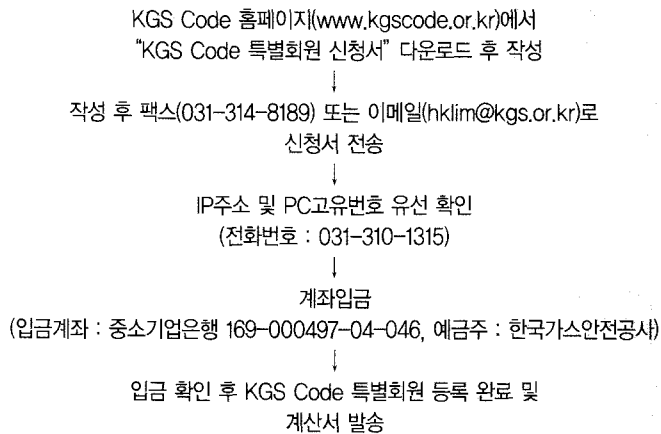 KGS Code 홈페이지(www.kgscode.or.kr)에서
“KGS Code 특별회원 신청서” 다운로드 후 작성
↓
작성 후 팩스(031-314-8189) 또는 이메일(hklim@kgs.or.kr)로
신청서 전송
↓
IP주소 및 PC고유번호 유선 확인
(전화번호 : 031-310-1315)
↓
계좌입금
(입금계좌 : 중소기업은행 169-000497-04-046, 예금주 : 한국가스안전공사)
↓
입금 확인 후 KGS Code 특별회원 등록 완료 및
계산서 발송